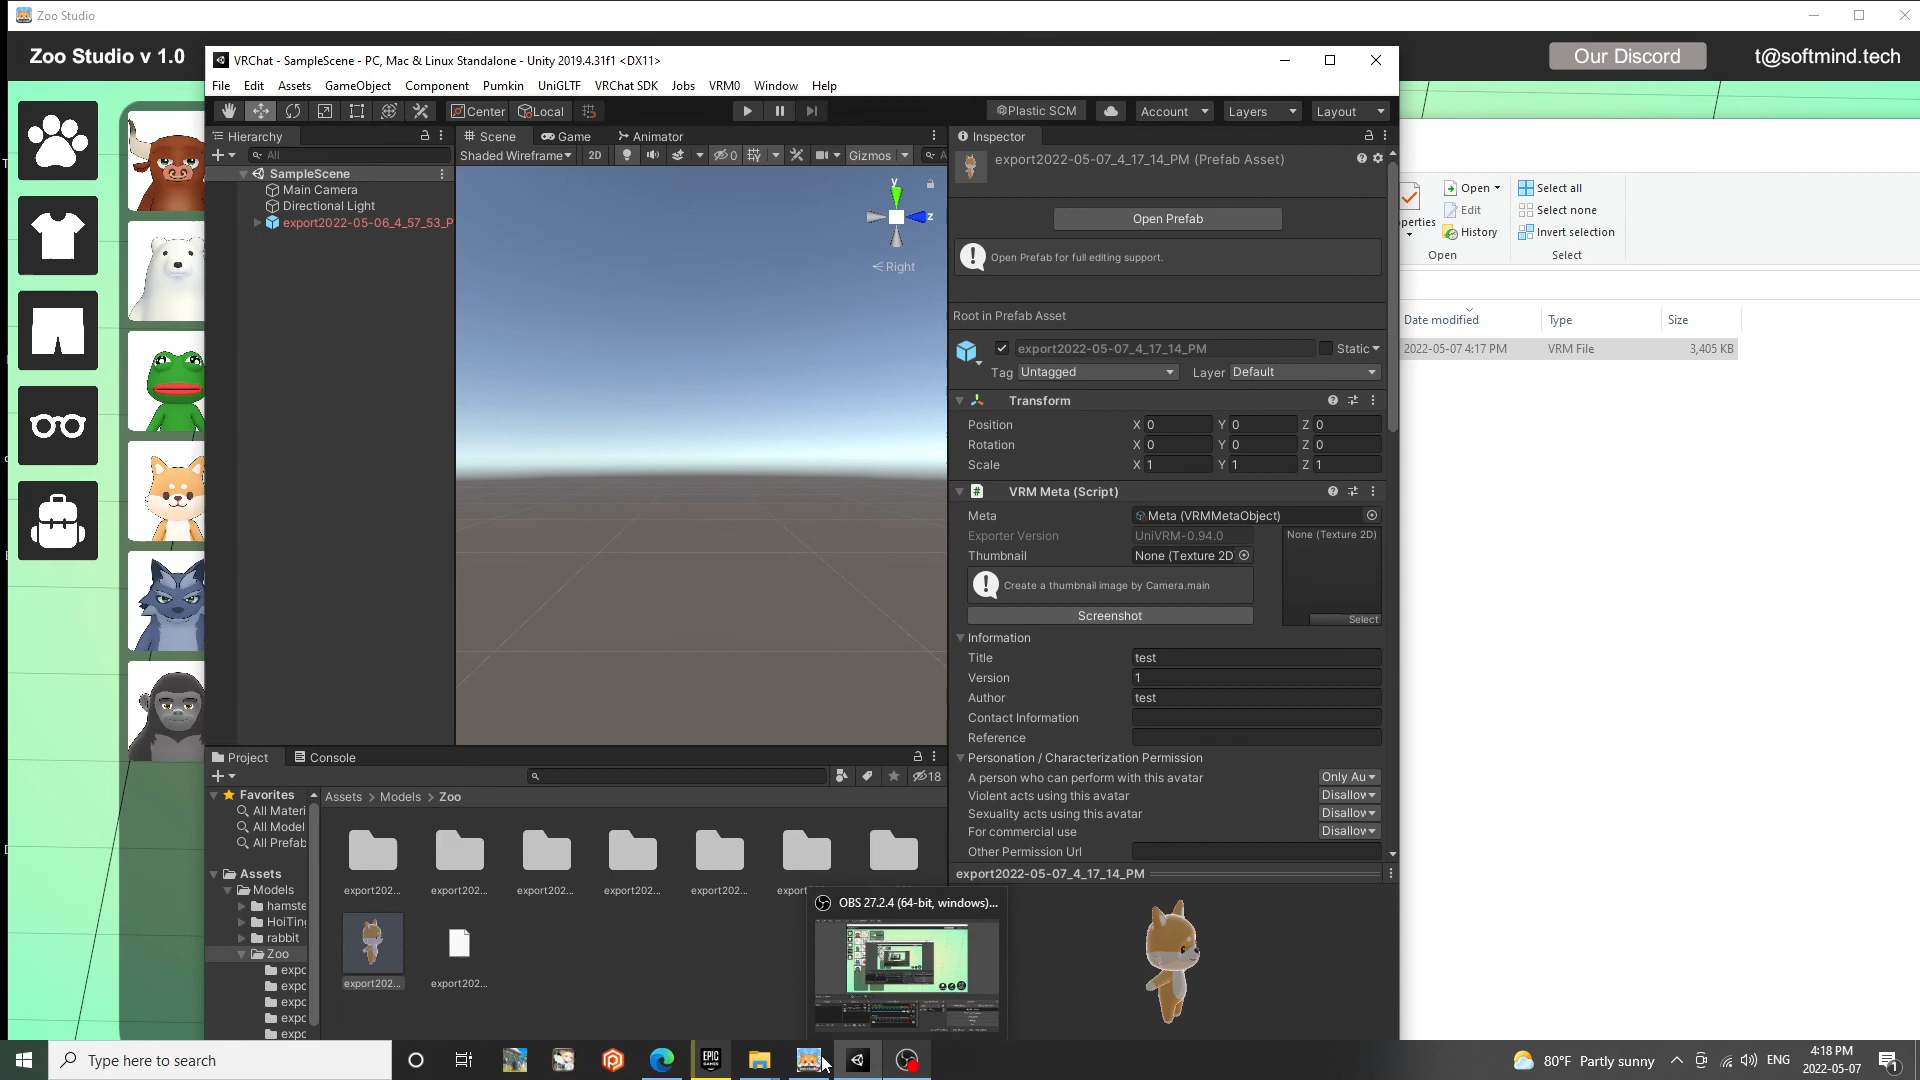 Zoo Studio
Zoo Studio v 1.0
Our Discord
t@softmind.tech
VRChat - SampleScene - PC, Mac & Linux Standalone - Unity 2019.4.31f1 <DX11>
File Edit Assets GameObject Component Pumkin UniGLTF VRChat SDK Jobs VRM0 Window Help
Center Local Plastic SCM Account Layers Layout
Hierarchy
All
SampleScene
Main Camera
Directional Light
export2022-05-06_4_57_53_P
Scene Game Animator
Shaded Wireframe 2D 0 Gizmos A
y
z
Right
Inspector
export2022-05-07_4_17_14_PM (Prefab Asset)
Open Prefab
Open Prefab for full editing support.
Root in Prefab Asset
export2022-05-07_4_17_14_PM Static
Tag Untagged Layer Default
Transform
Position X 0 Y 0 Z 0
Rotation X 0 Y 0 Z 0
Scale X 1 Y 1 Z 1
VRM Meta (Script)
Meta Meta (VRMMetaObject)
Exporter Version UniVRM-0.94.0
None (Texture 2D)
Thumbnail None (Texture 2D
Create a thumbnail image by Camera.main
Screenshot
Select
Information
Title test
Version 1
Author test
Contact Information
Reference
Personation / Characterization Permission
A person who can perform with this avatar Only Au
Violent acts using this avatar Disallov
Sexuality acts using this avatar Disallov
For commercial use Disallov
Other Permission Url
export2022-05-07_4_17_14_PM
perties
Open Select all
Edit Select none
History Invert selection
Open Select
Date modified Type Size
2022-05-07 4:17 PM VRM File 3,405 KB
Project Console
18
Favorites
All Materi
All Model
All Prefab
Assets
Models
hamste
HoiTing
rabbit
Zoo
expo
expo
expo
expo
expo
Assets > Models > Zoo
export202... export202... export202... export202... export202... export
export202... export202...
OBS 27.2.4 (64-bit, windows)...
Type here to search
EPIC GAMES
80°F Partly sunny
ENG
4:18 PM
2022-05-07
1